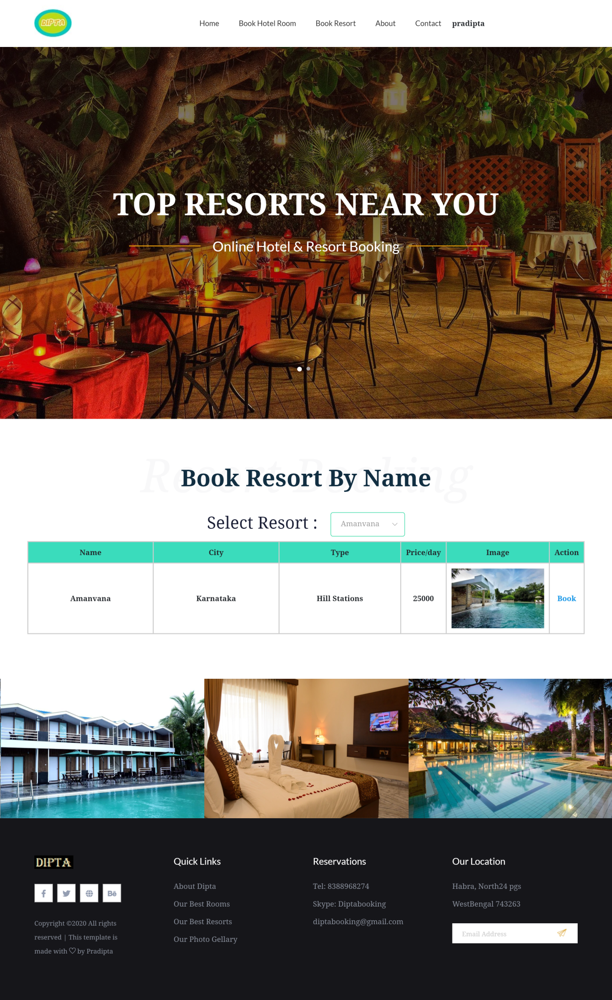 DIPTA
Home Book Hotel Room Book Resort About Contact pradipta
TOP RESORTS NEAR YOU
Online Hotel & Resort Booking
Resort Booking
Book Resort By Name
Select Resort : Amanvana
Name City Type Price/day Image Action
Amanvana Karnataka Hill Stations 25000 Book
DIPTA
Copyright ©2020 All rights
reserved | This template is
made with ♡ by Pradipta
Quick Links
About Dipta
Our Best Rooms
Our Best Resorts
Our Photo Gellary
Reservations
Tel: 8388968274
Skype: Diptabooking
diptabooking@gmail.com
Our Location
Habra, North24 pgs
WestBengal 743263
Email Address